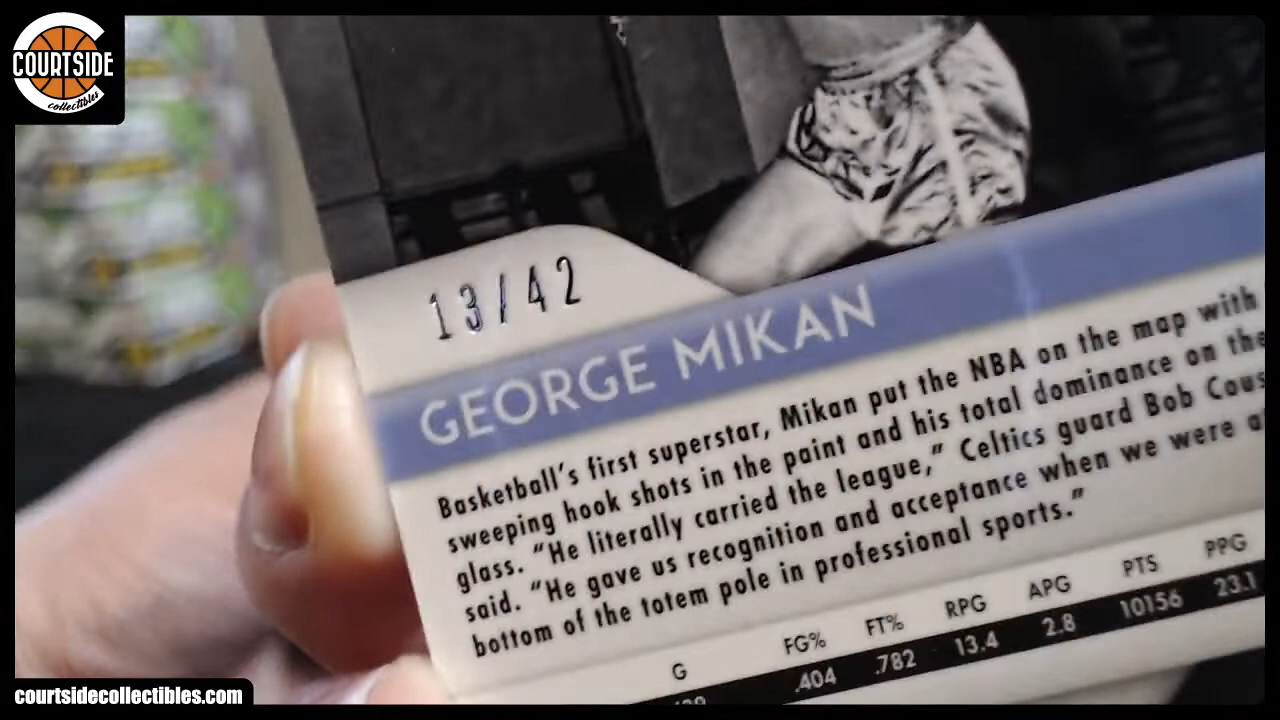 COURTSIDE
collectibles
13/42
GEORGE MIKAN
Basketball's first superstar, Mikan put the NBA on the map with
sweeping hook shots in the paint and his total dominance on the
glass. "He literally carried the league," Celtics guard Bob
said. "He gave us recognition and acceptance when we were
bottom of the totem pole in professional sports."
G FG% FT% RPG APG PTS PPG
.404 .782 13.4 2.8 10156 23.1
courtsidecollectibles.com